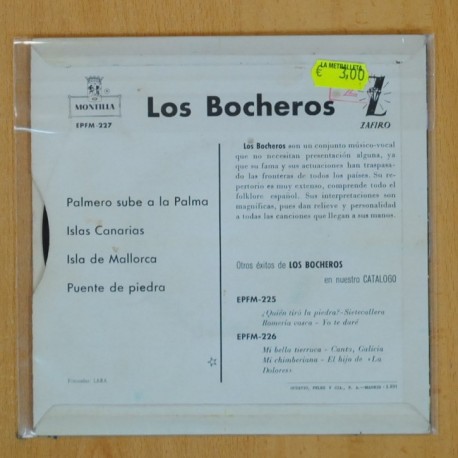 MONTILLA
EPFM - 227
Los Bocheros
LA METRALLETA
€ 3,00
Z
ZAFIRO
Los Bocheros son un conjunto músico-vocal
que no necesitan presentación alguna, ya
que su fama y sus actuaciones han traspasa-
do las fronteras de todos los países. Su re-
pertorio es muy extenso, comprende todo el
folklore español. Sus interpretaciones son
magníficas, pues dan relieve y personalidad
a todas las canciones que llegan a sus manos.
Palmero sube a la Palma
Islas Canarias
Isla de Mallorca
Puente de piedra
Otros éxitos de LOS BOCHEROS
en nuestro CATALOGO
EPFM-225
¿Quién tiró la piedra?-Sietecallera
Romería vasca - Yo te daré
EPFM-226
Mi bella tierruca - Canta, Galicia
Mi chimberiana - El hijo de «La
Dolores»
LARA